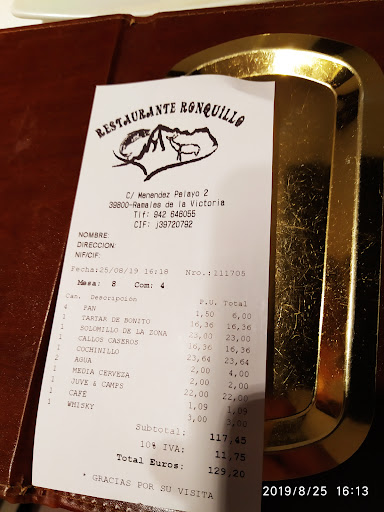 RESTAURANTE RONQUILLO
C/ Menendez Pelayo 2
39800-Ramales de la Victoria
Tlf: 942 646055
CIF: j39720792
NOMBRE:
DIRECCION:
NIF/CIF:
Fecha:25/08/19 16:18 Nro.:111705
Mesa: 8 Com: 4
Can. Descripción P.U. Total
4 PAN 1,50 6,00
1 TARTAR DE BONITO 16,36 16,36
1 SOLOMILLO DE LA ZONA 23,00 23,00
1 CALLOS CASEROS 16,36 16,36
1 COCHINILLO 23,64 23,64
2 AGUA 2,00 4,00
1 MEDIA CERVEZA 2,00 2,00
1 JUVE & CAMPS 22,00 22,00
1 CAFÉ 1,09 1,09
1 WHISKY 3,00 3,00
Subtotal: 117,45
10% IVA: 11,75
Total Euros: 129,20
* GRACIAS POR SU VISITA
2019/8/25 16:13